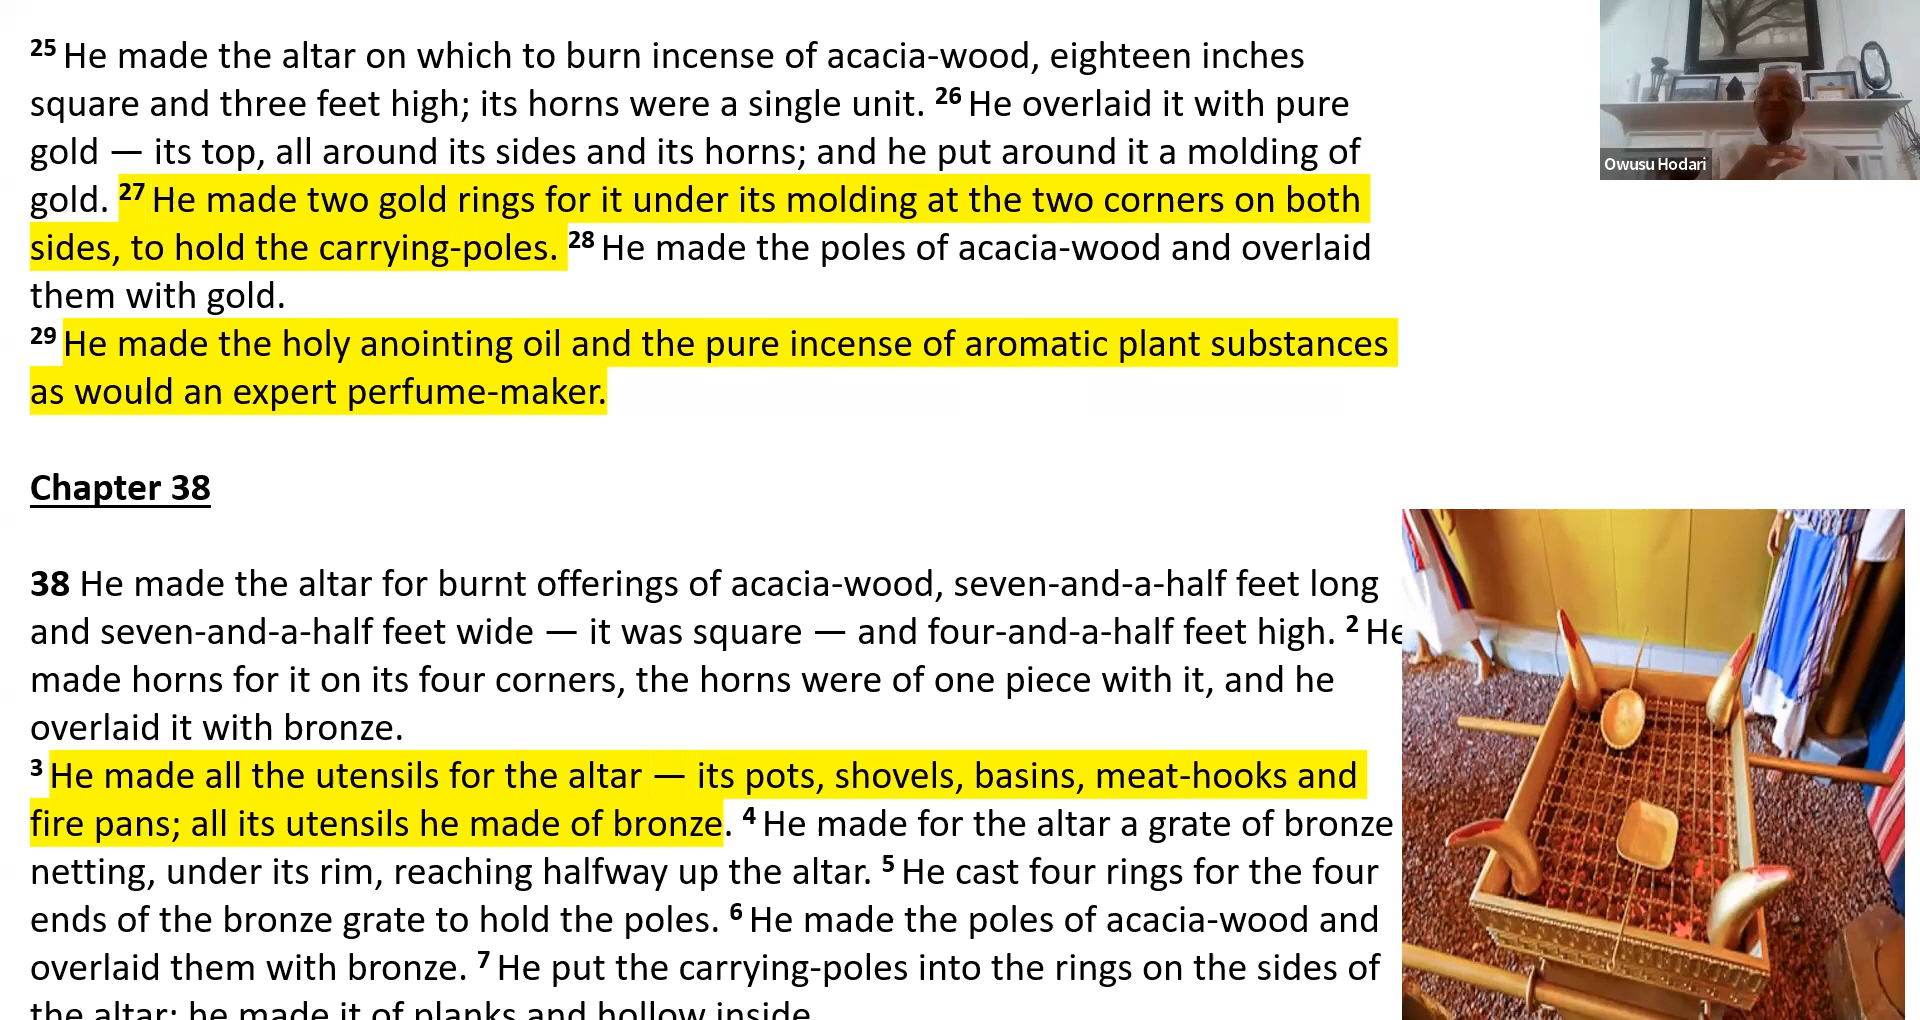 25 He made the altar on which to burn incense of acacia-wood, eighteen inches
square and three feet high; its horns were a single unit. 26 He overlaid it with pure
gold — its top, all around its sides and its horns; and he put around it a molding of
gold. 27 He made two gold rings for it under its molding at the two corners on both
sides, to hold the carrying-poles. 28 He made the poles of acacia-wood and overlaid
them with gold.
29 He made the holy anointing oil and the pure incense of aromatic plant substances
as would an expert perfume-maker.
Chapter 38
38 He made the altar for burnt offerings of acacia-wood, seven-and-a-half feet long
and seven-and-a-half feet wide — it was square — and four-and-a-half feet high. 2 He
made horns for it on its four corners, the horns were of one piece with it, and he
overlaid it with bronze.
3 He made all the utensils for the altar — its pots, shovels, basins, meat-hooks and
fire pans; all its utensils he made of bronze. 4 He made for the altar a grate of bronze
netting, under its rim, reaching halfway up the altar. 5 He cast four rings for the four
ends of the bronze grate to hold the poles. 6 He made the poles of acacia-wood and
overlaid them with bronze. 7 He put the carrying-poles into the rings on the sides of
the altar; he made it of planks and hollow inside.
Owusu Hodari